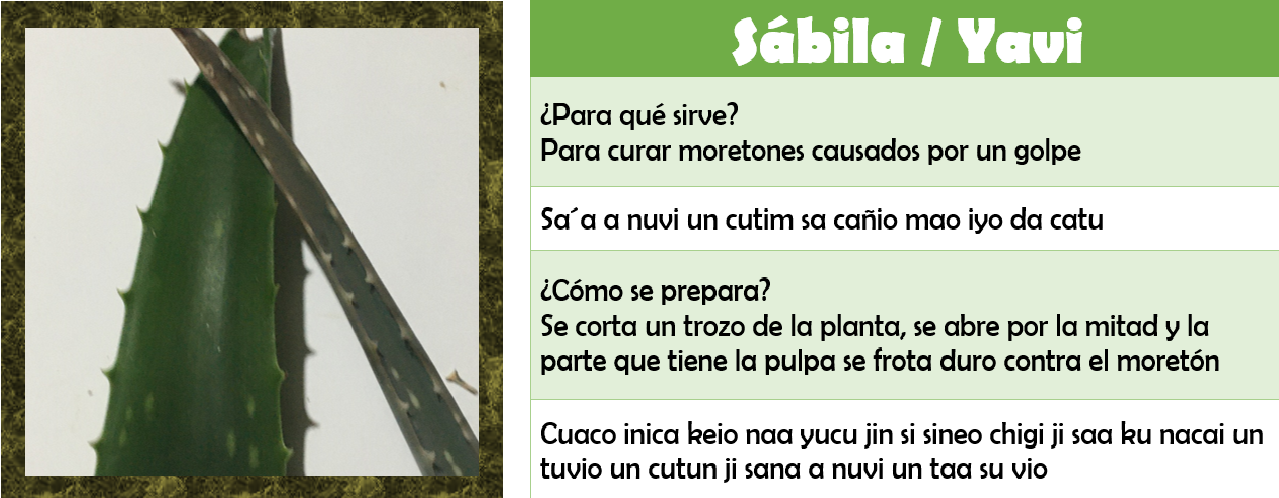 Sábila / Yavi
¿Para qué sirve?
Para curar moretones causados por un golpe
Sa´a a nuvi un cutim sa cañio mao iyo da catu
¿Cómo se prepara?
Se corta un trozo de la planta, se abre por la mitad y la
parte que tiene la pulpa se frota duro contra el moretón
Cuaco inica keio naa yucu jin si sineo chigi ji saa ku nacai un
tuvio un cutun ji sana a nuvi un taa su vio